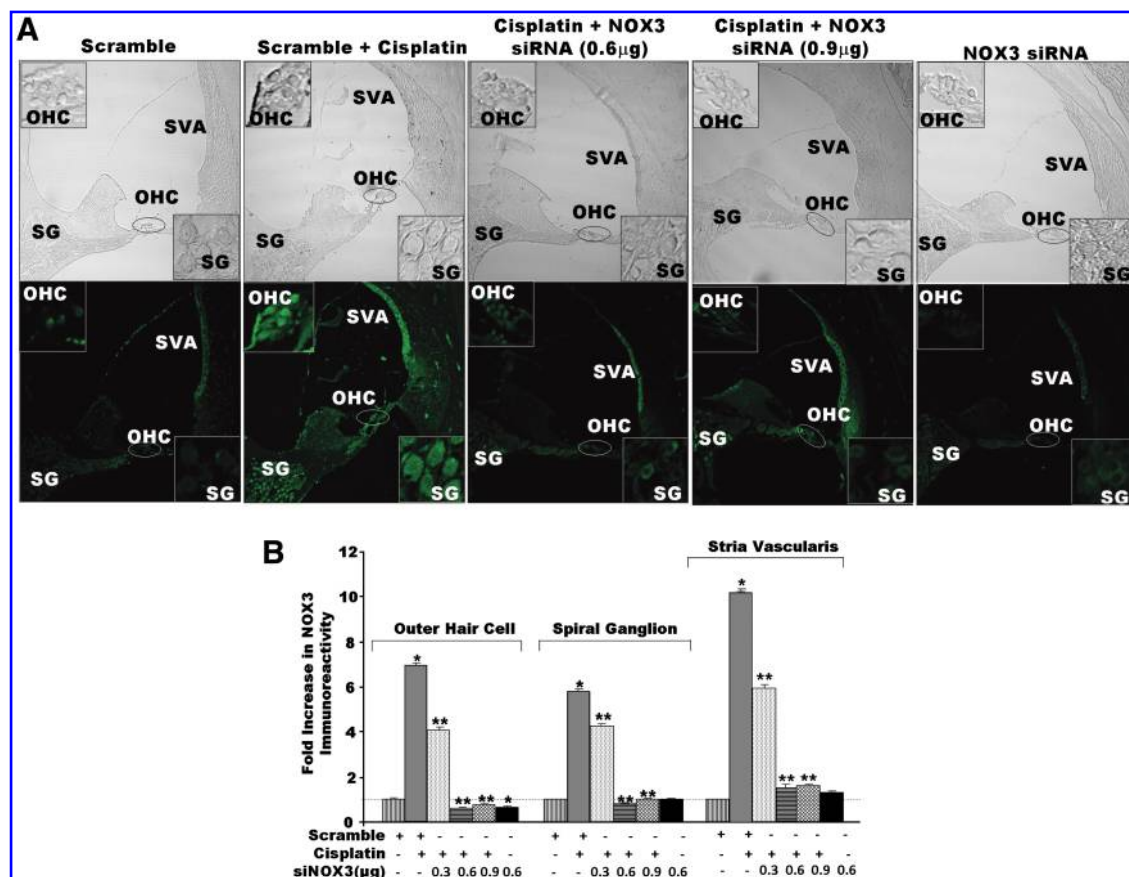 A
Scramble
Scramble + Cisplatin
Cisplatin + NOX3
siRNA (0.6μg)
Cisplatin + NOX3
siRNA (0.9μg)
NOX3 siRNA
OHC
SVA
OHC
SG
SG
OHC
SVA
OHC
SG
SG
OHC
SVA
OHC
SG
SG
OHC
SVA
OHC
SG
SG
OHC
SVA
OHC
SG
SG
OHC
SVA
OHC
SG
SG
OHC
SVA
OHC
SG
SG
OHC
SVA
OHC
SG
SG
OHC
SVA
OHC
SG
SG
OHC
SVA
OHC
SG
SG
B
Stria Vascularis
Outer Hair Cell
Spiral Ganglion
Fold Increase in NOX3
Immunoreactivity
12
10
8
6
4
2
0
* ** ** ** *
* ** ** **
* ** ** **
Scramble + + - - - - + + - - - - + + - - - -
Cisplatin - + + + + - - + + + + - - + + + + -
siNOX3(μg) - - 0.3 0.6 0.9 0.6 - - 0.3 0.6 0.9 0.6 - - 0.3 0.6 0.9 0.6